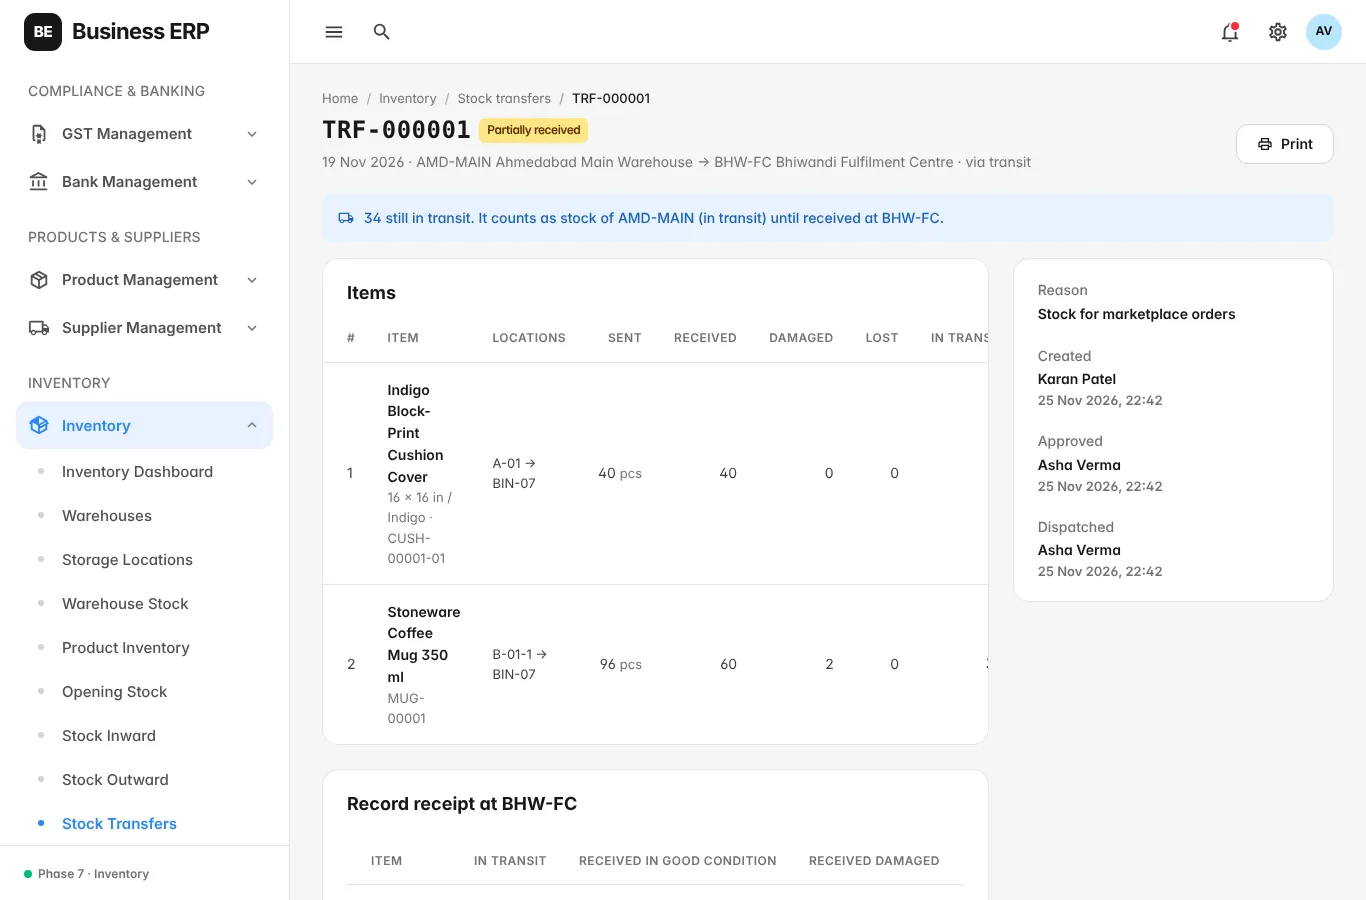 BE Business ERP
COMPLIANCE & BANKING
GST Management
Bank Management
PRODUCTS & SUPPLIERS
Product Management
Supplier Management
INVENTORY
Inventory
Inventory Dashboard
Warehouses
Storage Locations
Warehouse Stock
Product Inventory
Opening Stock
Stock Inward
Stock Outward
Stock Transfers
Phase 7 · Inventory
AV
Home / Inventory / Stock transfers / TRF-000001
TRF-000001 Partially received
Print
19 Nov 2026 · AMD-MAIN Ahmedabad Main Warehouse → BHW-FC Bhiwandi Fulfilment Centre · via transit
34 still in transit. It counts as stock of AMD-MAIN (in transit) until received at BHW-FC.
Items
# ITEM LOCATIONS SENT RECEIVED DAMAGED LOST IN TRANS
Indigo
Block-
Print
Cushion
Cover
16 × 16 in /
Indigo ·
CUSH-
00001-01
1 A-01 →
BIN-07
40 pcs 40 0 0
Stoneware
Coffee
Mug 350
ml
MUG-
00001
2 B-01-1 →
BIN-07
96 pcs 60 2 0
Record receipt at BHW-FC
ITEM IN TRANSIT RECEIVED IN GOOD CONDITION RECEIVED DAMAGED
Reason
Stock for marketplace orders
Created
Karan Patel
25 Nov 2026, 22:42
Approved
Asha Verma
25 Nov 2026, 22:42
Dispatched
Asha Verma
25 Nov 2026, 22:42